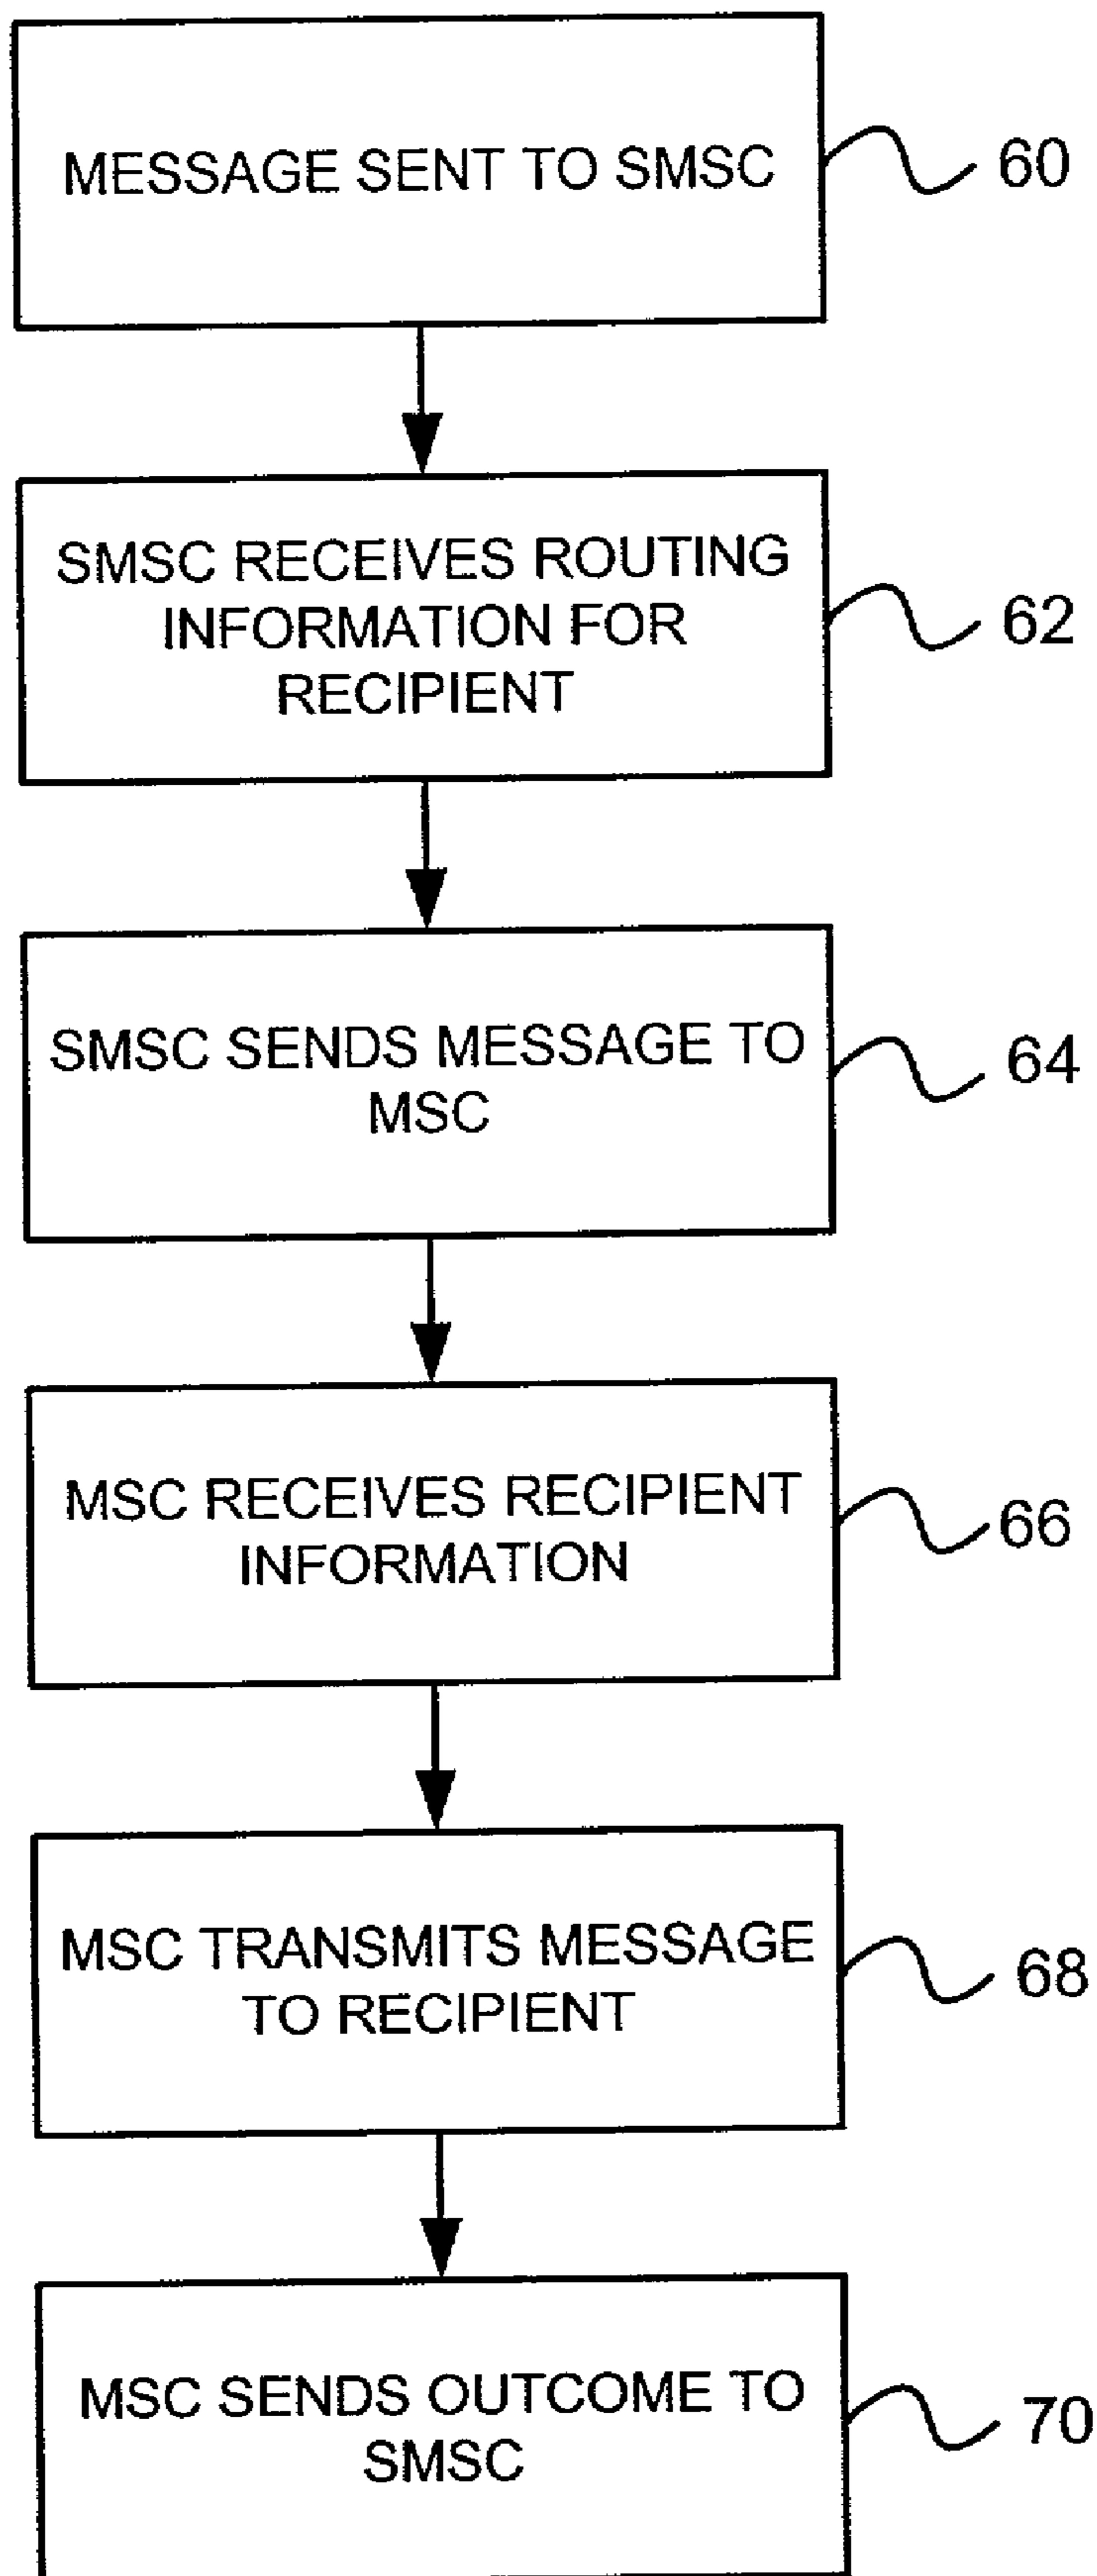 MESSAGE SENT TO SMSC
60
SMSC RECEIVES ROUTING
INFORMATION FOR
RECIPIENT
62
SMSC SENDS MESSAGE TO
MSC
64
MSC RECEIVES RECIPIENT
INFORMATION
66
MSC TRANSMITS MESSAGE
TO RECIPIENT
68
MSC SENDS OUTCOME TO
SMSC
70